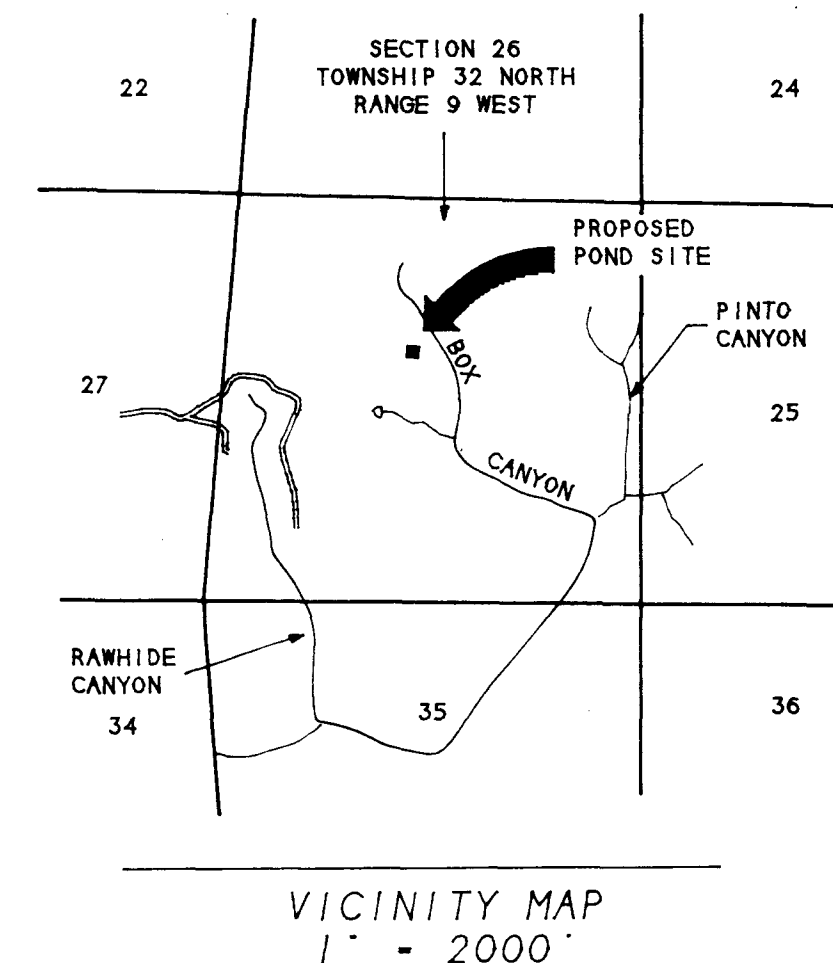 SECTION 26
TOWNSHIP 32 NORTH
RANGE 9 WEST
22
24
PROPOSED
POND SITE
PINTO
CANYON
BOX
27
25
CANYON
RAWHIDE
CANYON
34
35
36
VICINITY MAP
1" = 2000'